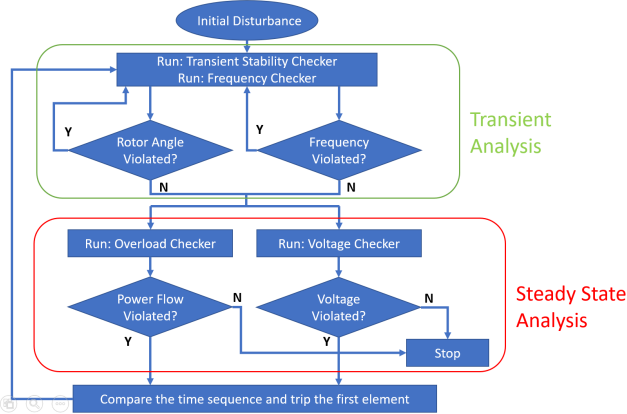 Initial Disturbance
Run: Transient Stability Checker
Run: Frequency Checker
Transient
Analysis
Y
Rotor Angle
Violated?
Y
Frequency
Violated?
N
N
Run: Overload Checker
Run: Voltage Checker
Steady State
Analysis
Power Flow
Violated?
N
Voltage
Violated?
N
Y
Y
Stop
Compare the time sequence and trip the first element